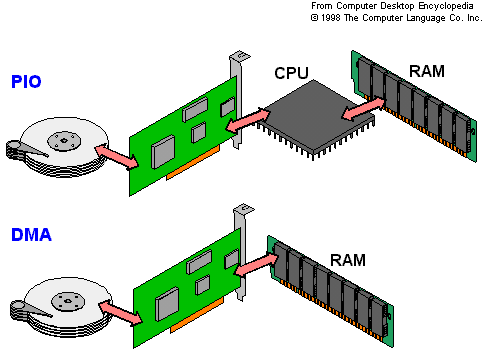 From Computer Desktop Encyclopedia
© 1998 The Computer Language Co. Inc.
PIO
CPU
RAM
DMA
RAM